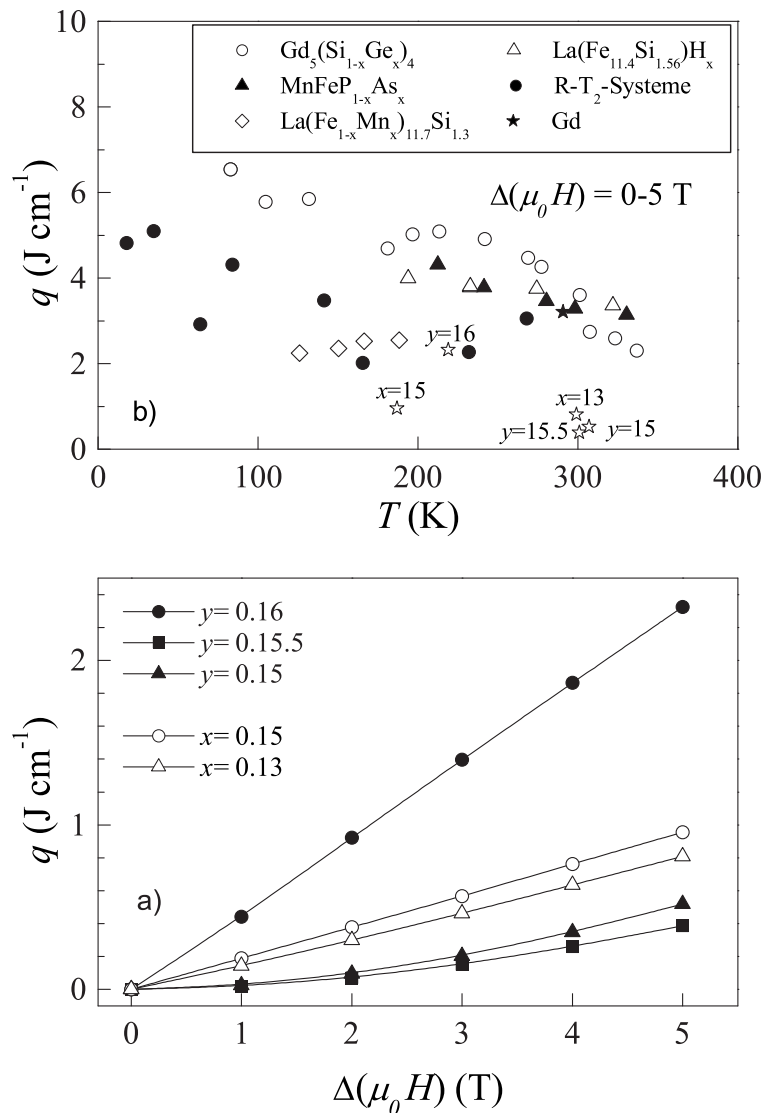 10
8
6
4
2
0
q (J cm⁻¹)
Gd₅(Si₁₋ₓGeₓ)₄
La(Fe₁₁.₄Si₁.₅₆)Hₓ
MnFeP₁₋ₓAsₓ
R-T₂-Systeme
La(Fe₁₋ₓMnₓ)₁₁.₇Si₁.₃
Gd
Δ(μ₀H) = 0-5 T
y=16
x=15
x=13
y=15.5
y=15
b)
0 100 200 300 400
T (K)
y= 0.16
y= 0.15.5
y= 0.15
x= 0.15
x= 0.13
2
1
0
q (J cm⁻¹)
a)
0 1 2 3 4 5
Δ(μ₀H) (T)